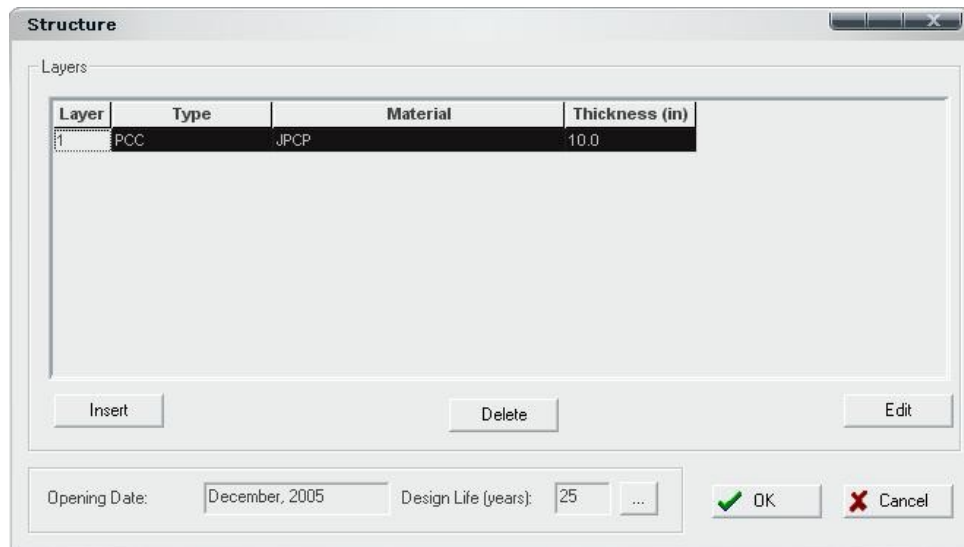 Structure
Layers
Layer Type Material Thickness (in)
1 PCC JPCP 10.0
Insert Delete Edit
Opening Date: December, 2005 Design Life (years): 25 ... OK Cancel